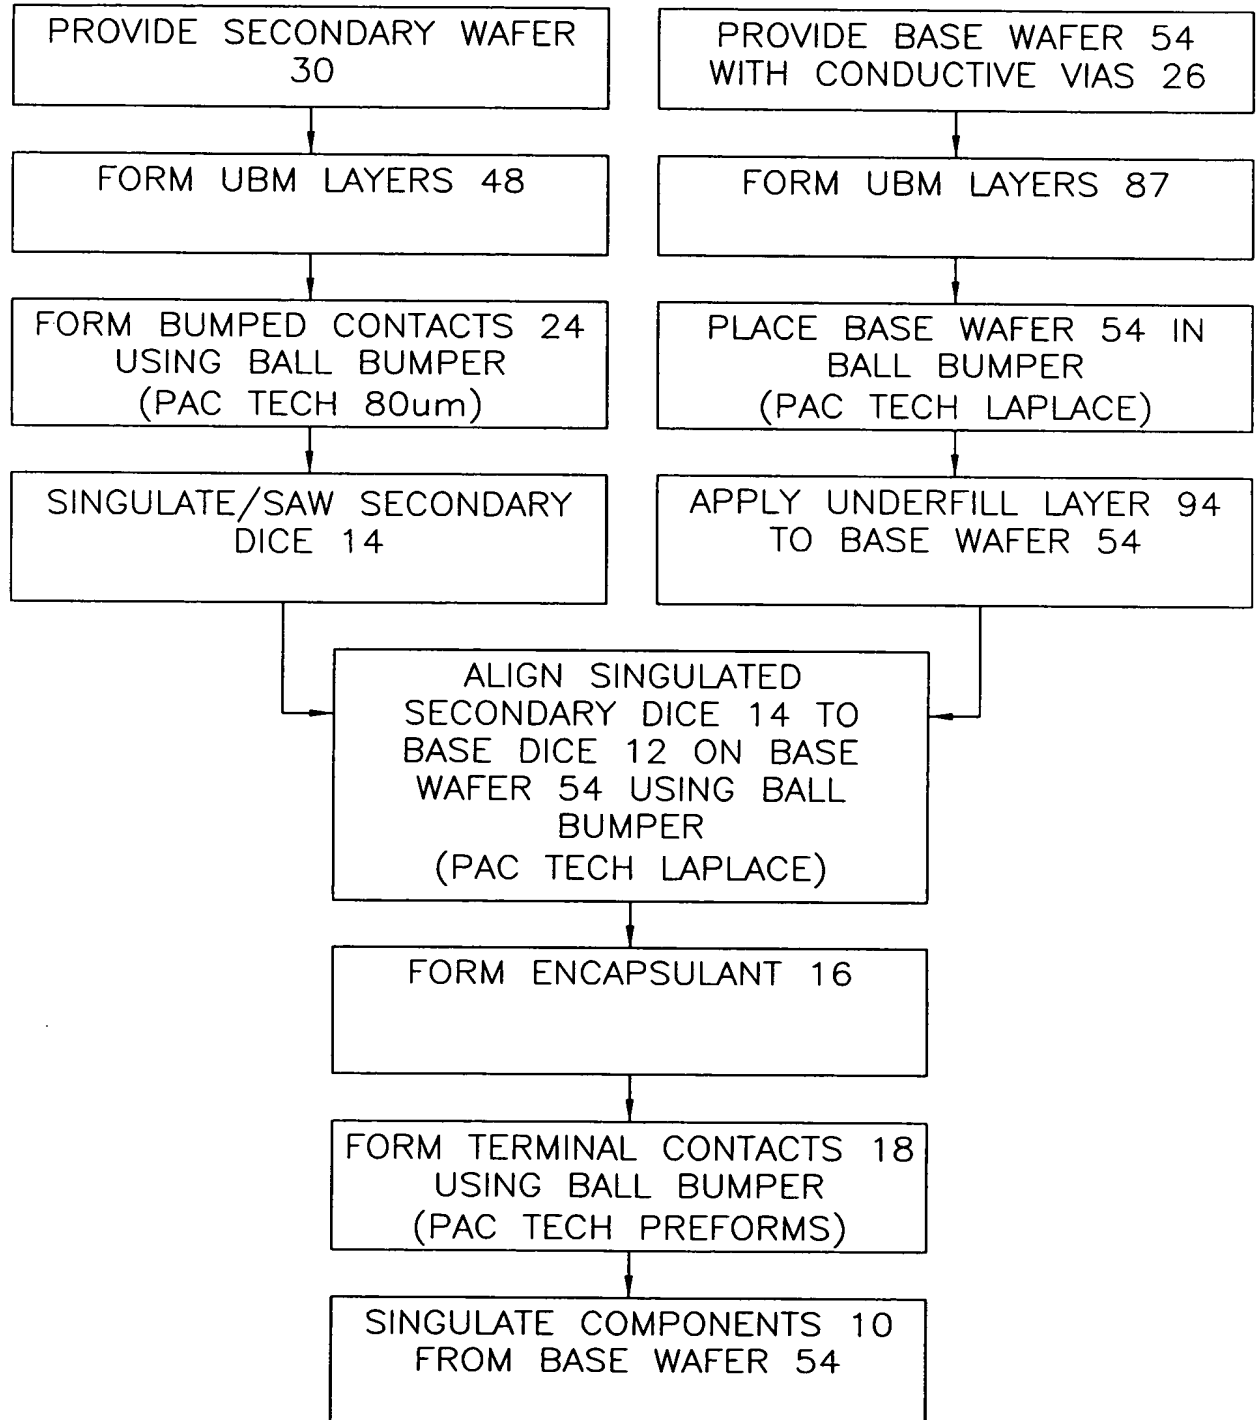 PROVIDE SECONDARY WAFER
30
FORM UBM LAYERS 48
FORM BUMPED CONTACTS 24
USING BALL BUMPER
(PAC TECH 80um)
SINGULATE/SAW SECONDARY
DICE 14
PROVIDE BASE WAFER 54
WITH CONDUCTIVE VIAS 26
FORM UBM LAYERS 87
PLACE BASE WAFER 54 IN
BALL BUMPER
(PAC TECH LAPLACE)
APPLY UNDERFILL LAYER 94
TO BASE WAFER 54
ALIGN SINGULATED
SECONDARY DICE 14 TO
BASE DICE 12 ON BASE
WAFER 54 USING BALL
BUMPER
(PAC TECH LAPLACE)
FORM ENCAPSULANT 16
FORM TERMINAL CONTACTS 18
USING BALL BUMPER
(PAC TECH PREFORMS)
SINGULATE COMPONENTS 10
FROM BASE WAFER 54